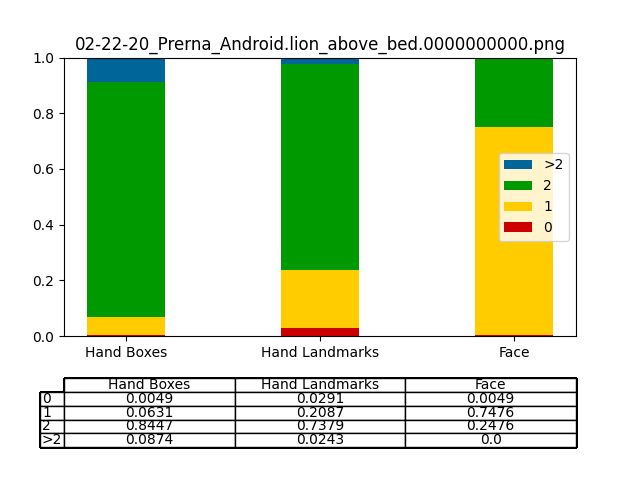 02-22-20_Prerna_Android.lion_above_bed.0000000000.png
1.0
0.8
0.6
0.4
0.2
0.0
>2
2
1
0
Hand Boxes Hand Landmarks Face
Hand Boxes Hand Landmarks Face
0 0.0049 0.0291 0.0049
1 0.0631 0.2087 0.7476
2 0.8447 0.7379 0.2476
>2 0.0874 0.0243 0.0